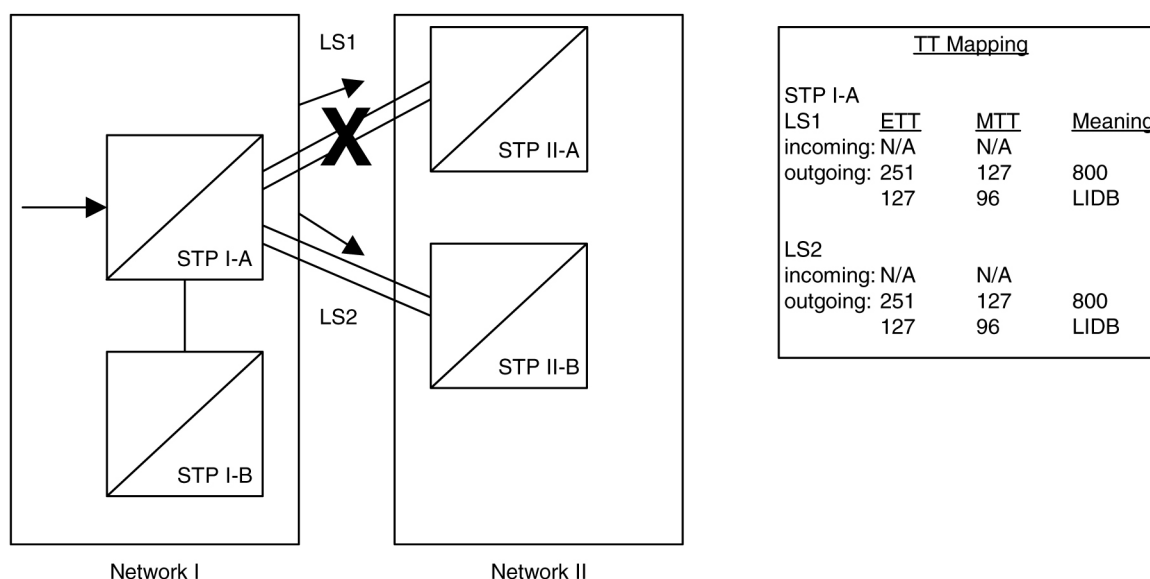 LS1
X
STP II-A
STP I-A
LS2
STP II-B
STP I-B
Network I
Network II
TT Mapping
STP I-A
LS1 ETT MTT Meaning
incoming: N/A N/A
outgoing: 251 127 800
127 96 LIDB
LS2
incoming: N/A N/A
outgoing: 251 127 800
127 96 LIDB